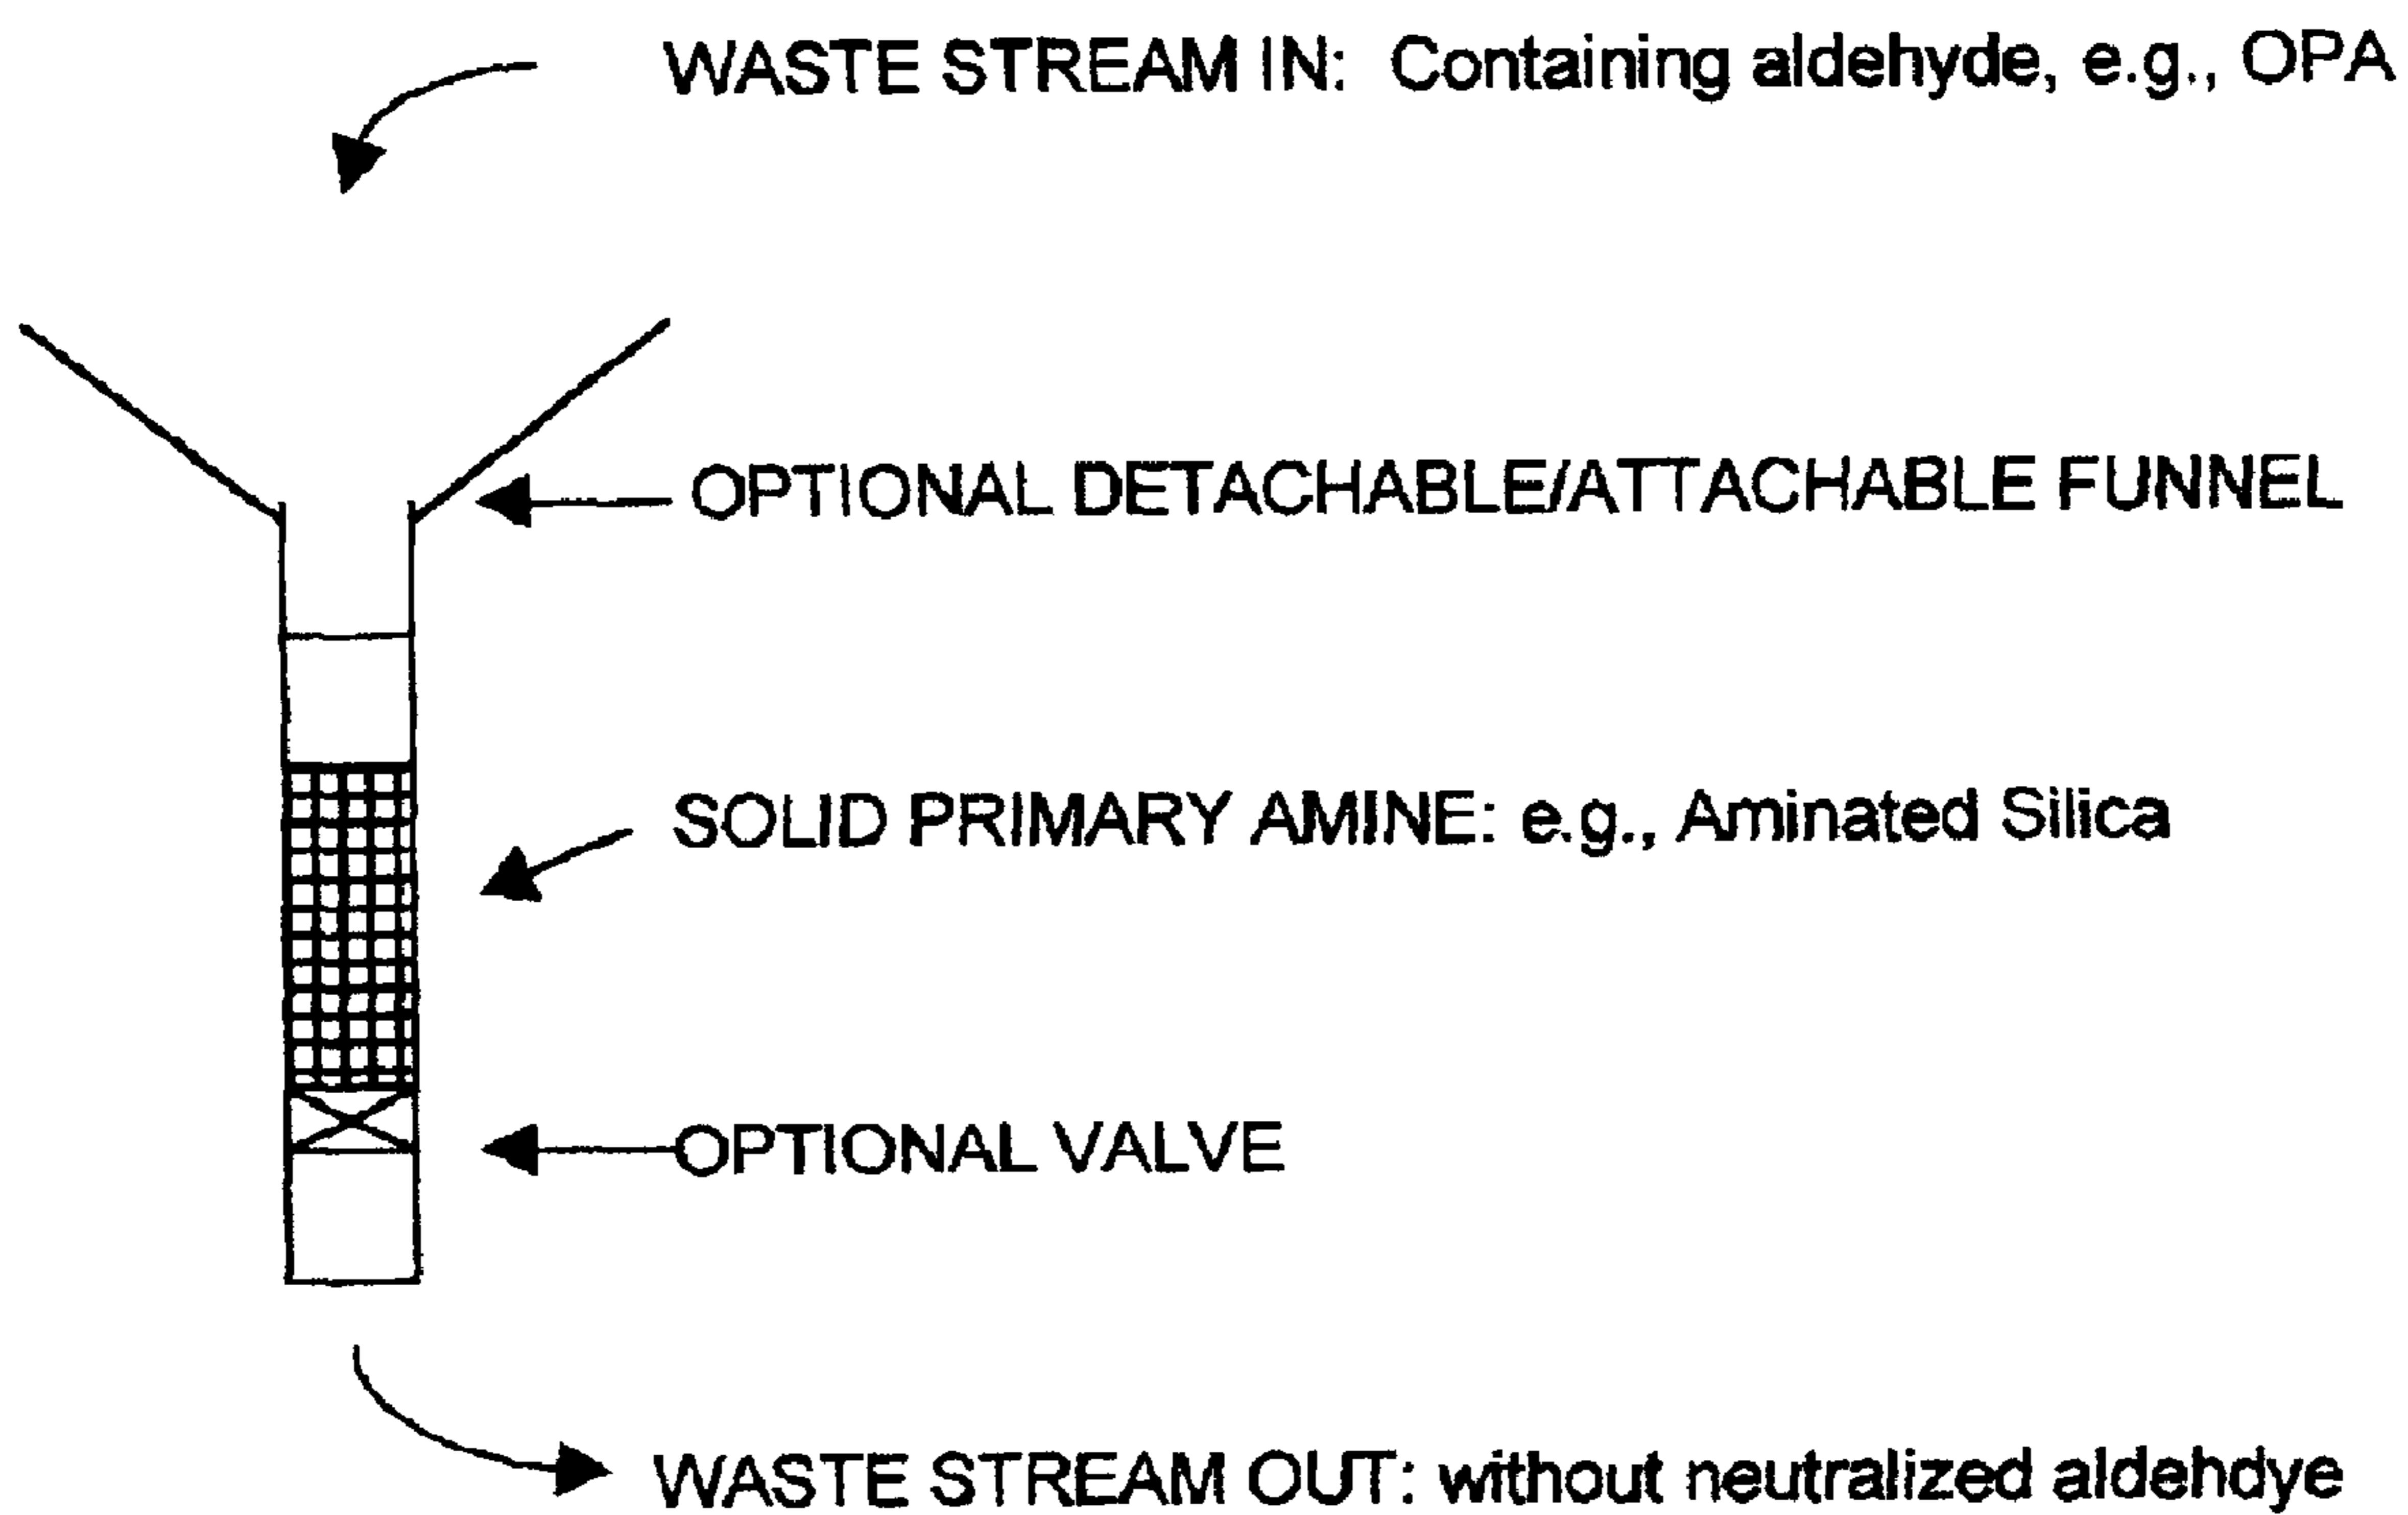 WASTE STREAM IN: Containing aldehyde, e.g., OPA
OPTIONAL DETACHABLE/ATTACHABLE FUNNEL
SOLID PRIMARY AMINE: e.g., Aminated Silica
OPTIONAL VALVE
WASTE STREAM OUT: without neutralized aldehdye